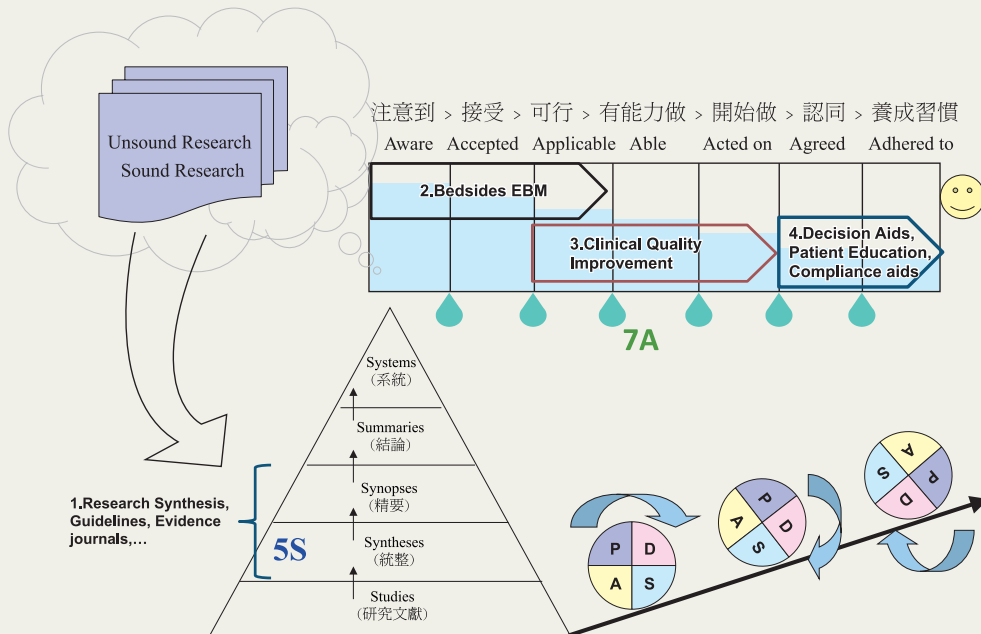 Unsound Research
Sound Research
注意到 > 接受 > 可行 > 有能力做 > 開始做 > 認同 > 養成習慣
Aware Accepted Applicable Able Acted on Agreed Adhered to
2.Bedsides EBM
3.Clinical Quality
Improvement
4.Decision Aids,
Patient Education,
Compliance aids
7A
Systems
(系統)
Summaries
(結論)
Synopses
(精要)
Syntheses
(統整)
Studies
(研究文獻)
1.Research Synthesis,
Guidelines, Evidence
journals,...
5S
P D
A S
P D
A S
A P
S D